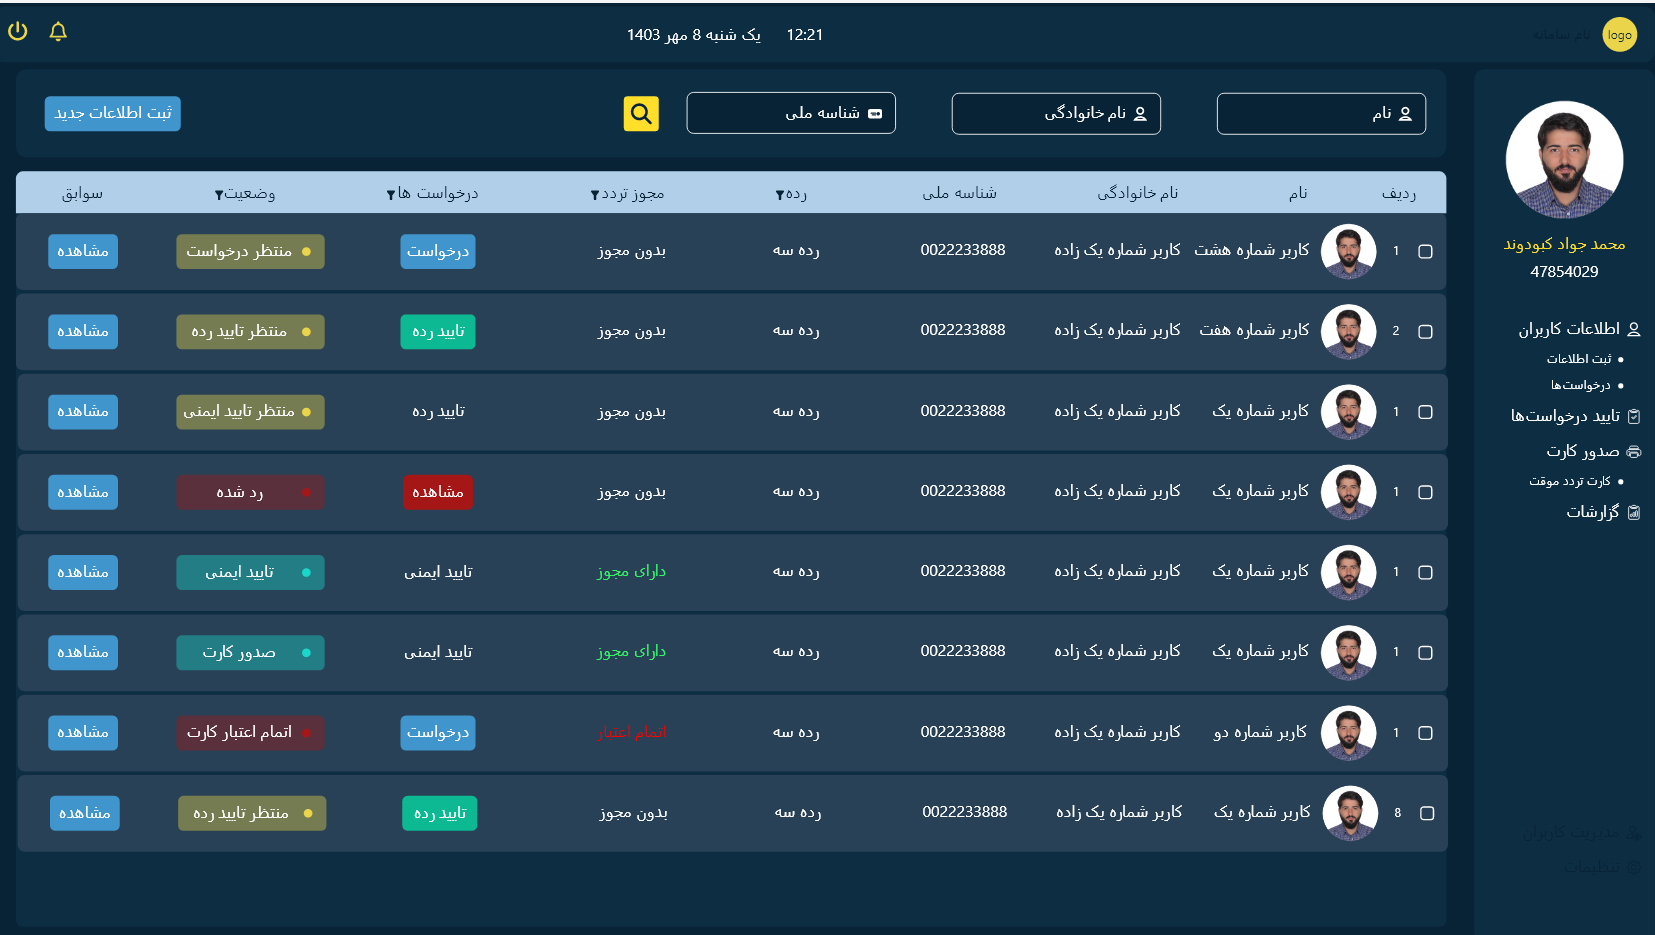 logo نام سامانه
12:21 یک شنبه 8 مهر 1403
محمد جواد کبودوند
47854029
اطلاعات کاربران
ثبت اطلاعات
درخواست‌ها
تایید درخواست‌ها
صدور کارت
کارت تردد موقت
گزارشات
مدیریت کاربران
تنظیمات
نام نام خانوادگی شناسه ملی ثبت اطلاعات جدید
ردیف نام نام خانوادگی شناسه ملی رده مجوز تردد درخواست ها وضعیت سوابق
1 کاربر شماره هشت کاربر شماره یک زاده 0022233888 رده سه بدون مجوز درخواست منتظر درخواست مشاهده
2 کاربر شماره هفت کاربر شماره یک زاده 0022233888 رده سه بدون مجوز تایید رده منتظر تایید رده مشاهده
1 کاربر شماره یک کاربر شماره یک زاده 0022233888 رده سه بدون مجوز تایید رده منتظر تایید ایمنی مشاهده
1 کاربر شماره یک کاربر شماره یک زاده 0022233888 رده سه بدون مجوز مشاهده رد شده مشاهده
1 کاربر شماره یک کاربر شماره یک زاده 0022233888 رده سه دارای مجوز تایید ایمنی تایید ایمنی مشاهده
1 کاربر شماره یک کاربر شماره یک زاده 0022233888 رده سه دارای مجوز تایید ایمنی صدور کارت مشاهده
1 کاربر شماره دو کاربر شماره یک زاده 0022233888 رده سه اتمام اعتبار درخواست اتمام اعتبار کارت مشاهده
8 کاربر شماره یک کاربر شماره یک زاده 0022233888 رده سه بدون مجوز تایید رده منتظر تایید رده مشاهده